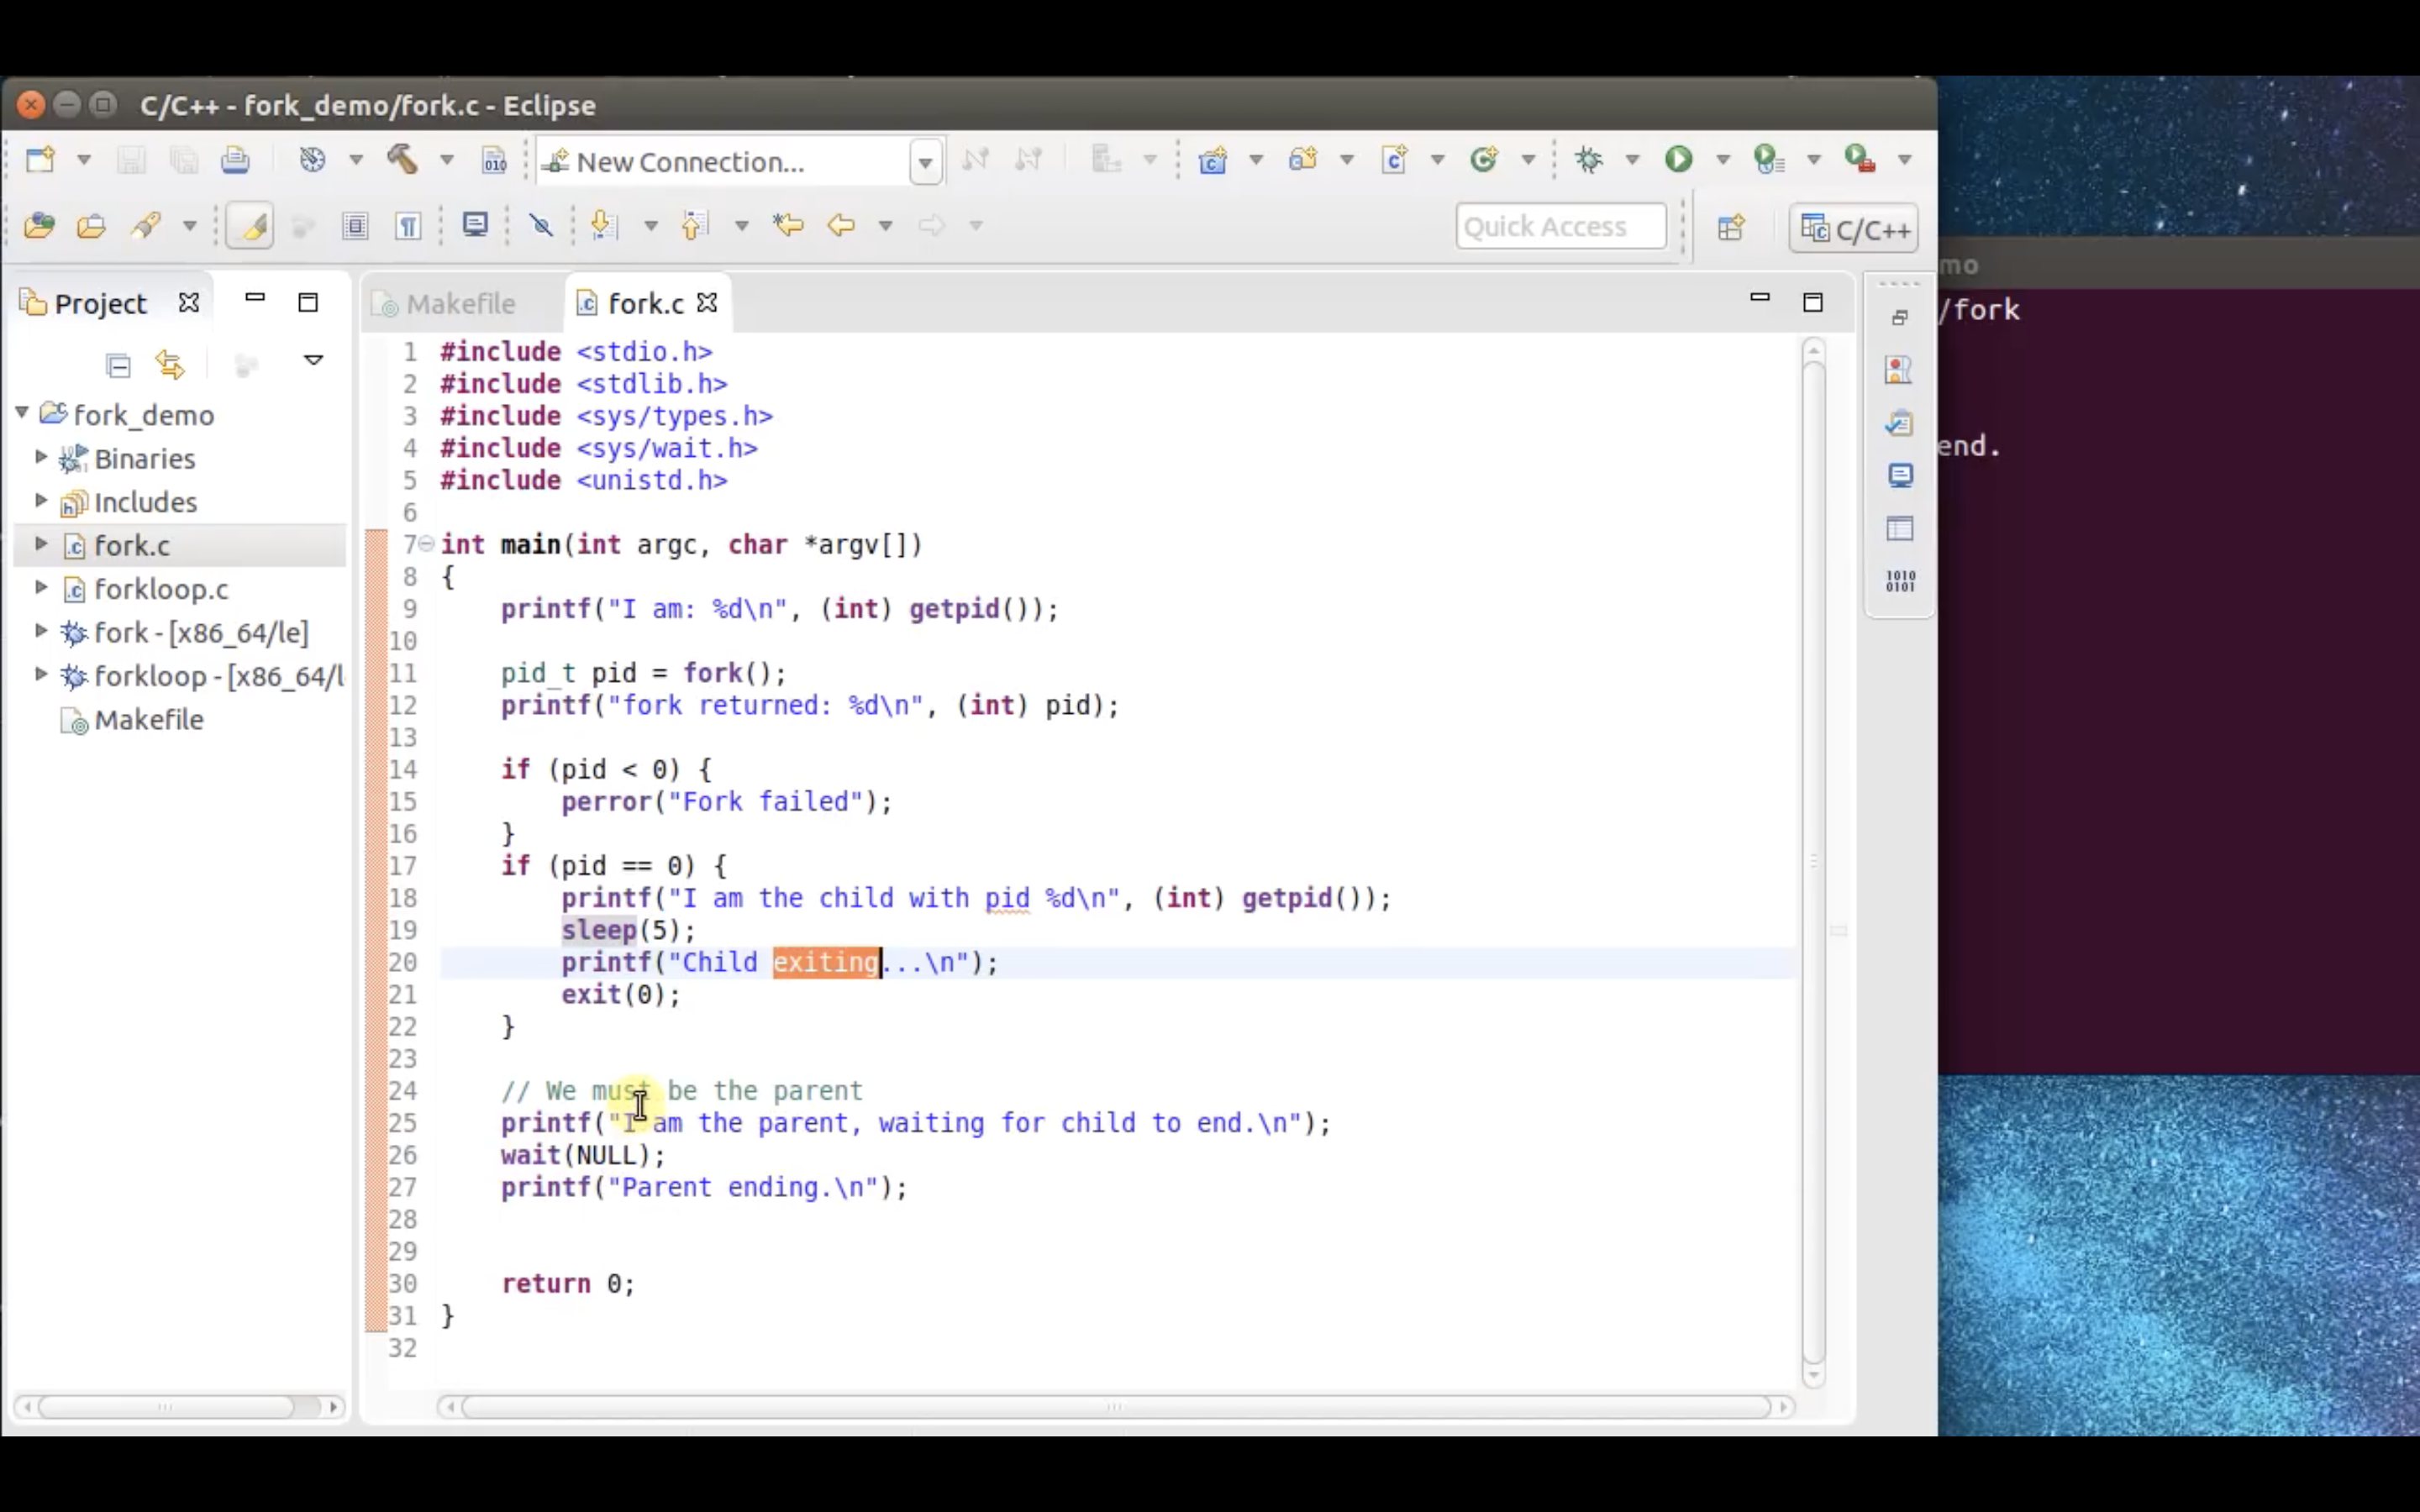 C/C++ - fork_demo/fork.c - Eclipse
010
New Connection...
Quick Access
C/C++
Project
Makefile
fork.c
fork_demo
Binaries
Includes
fork.c
forkloop.c
fork - [x86_64/le]
forkloop - [x86_64/l
Makefile
1 #include <stdio.h>
2 #include <stdlib.h>
3 #include <sys/types.h>
4 #include <sys/wait.h>
5 #include <unistd.h>
6
7 int main(int argc, char *argv[])
8 {
9 printf("I am: %d\n", (int) getpid());
10
11 pid_t pid = fork();
12 printf("fork returned: %d\n", (int) pid);
13
14 if (pid < 0) {
15 perror("Fork failed");
16 }
17 if (pid == 0) {
18 printf("I am the child with pid %d\n", (int) getpid());
19 sleep(5);
20 printf("Child exiting...\n");
21 exit(0);
22 }
23
24 // We must be the parent
25 printf("I am the parent, waiting for child to end.\n");
26 wait(NULL);
27 printf("Parent ending.\n");
28
29
30 return 0;
31 }
32
1010
0101
mo
/fork
end.